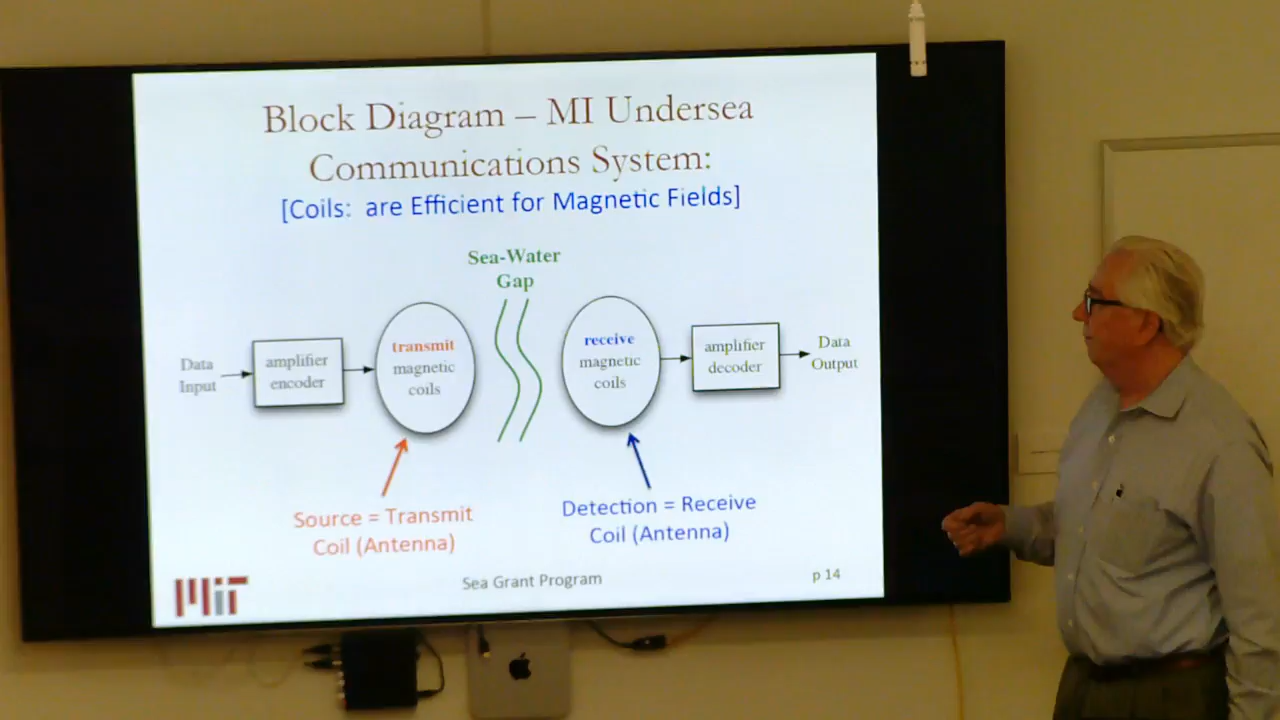 Block Diagram – MI Undersea
Communications System:
[Coils: are Efficient for Magnetic Fields]
Sea-Water
Gap
Data
Input
amplifier
encoder
transmit
magnetic
coils
receive
magnetic
coils
amplifier
decoder
Data
Output
Source = Transmit
Coil (Antenna)
Detection = Receive
Coil (Antenna)
MIT
Sea Grant Program
p 14